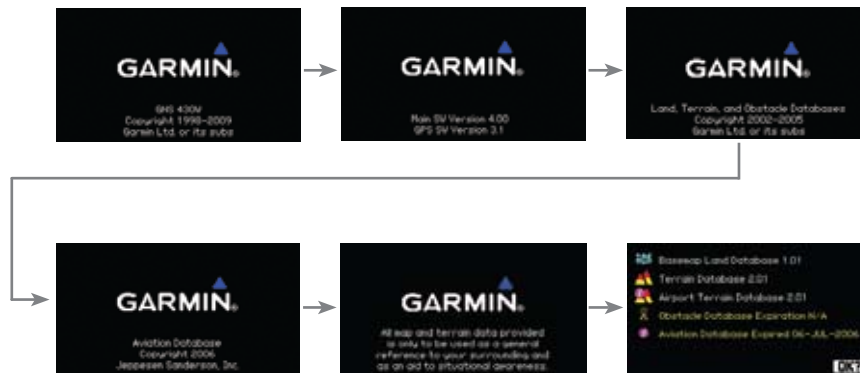 GARMIN®
GNS 430W
Copyright 1998-2009
Garmin Ltd. or its subs
GARMIN®
Main SW Version 4.00
GPS SW Version 3.1
GARMIN®
Land, Terrain, and Obstacle Databases
Copyright 2002-2005
Garmin Ltd. or its subs
GARMIN®
Aviation Database
Copyright 2006
Jeppesen Sanderson, Inc.
GARMIN®
All map and terrain data provided
is only to be used as a general
reference to your surrounding and
as an aid to situational awareness.
Basemap Land Database 1.01
Terrain Database 2.01
Airport Terrain Database 2.01
Obstacle Database Expiration N/A
Aviation Database Expired 06-JUL-2006
OK?